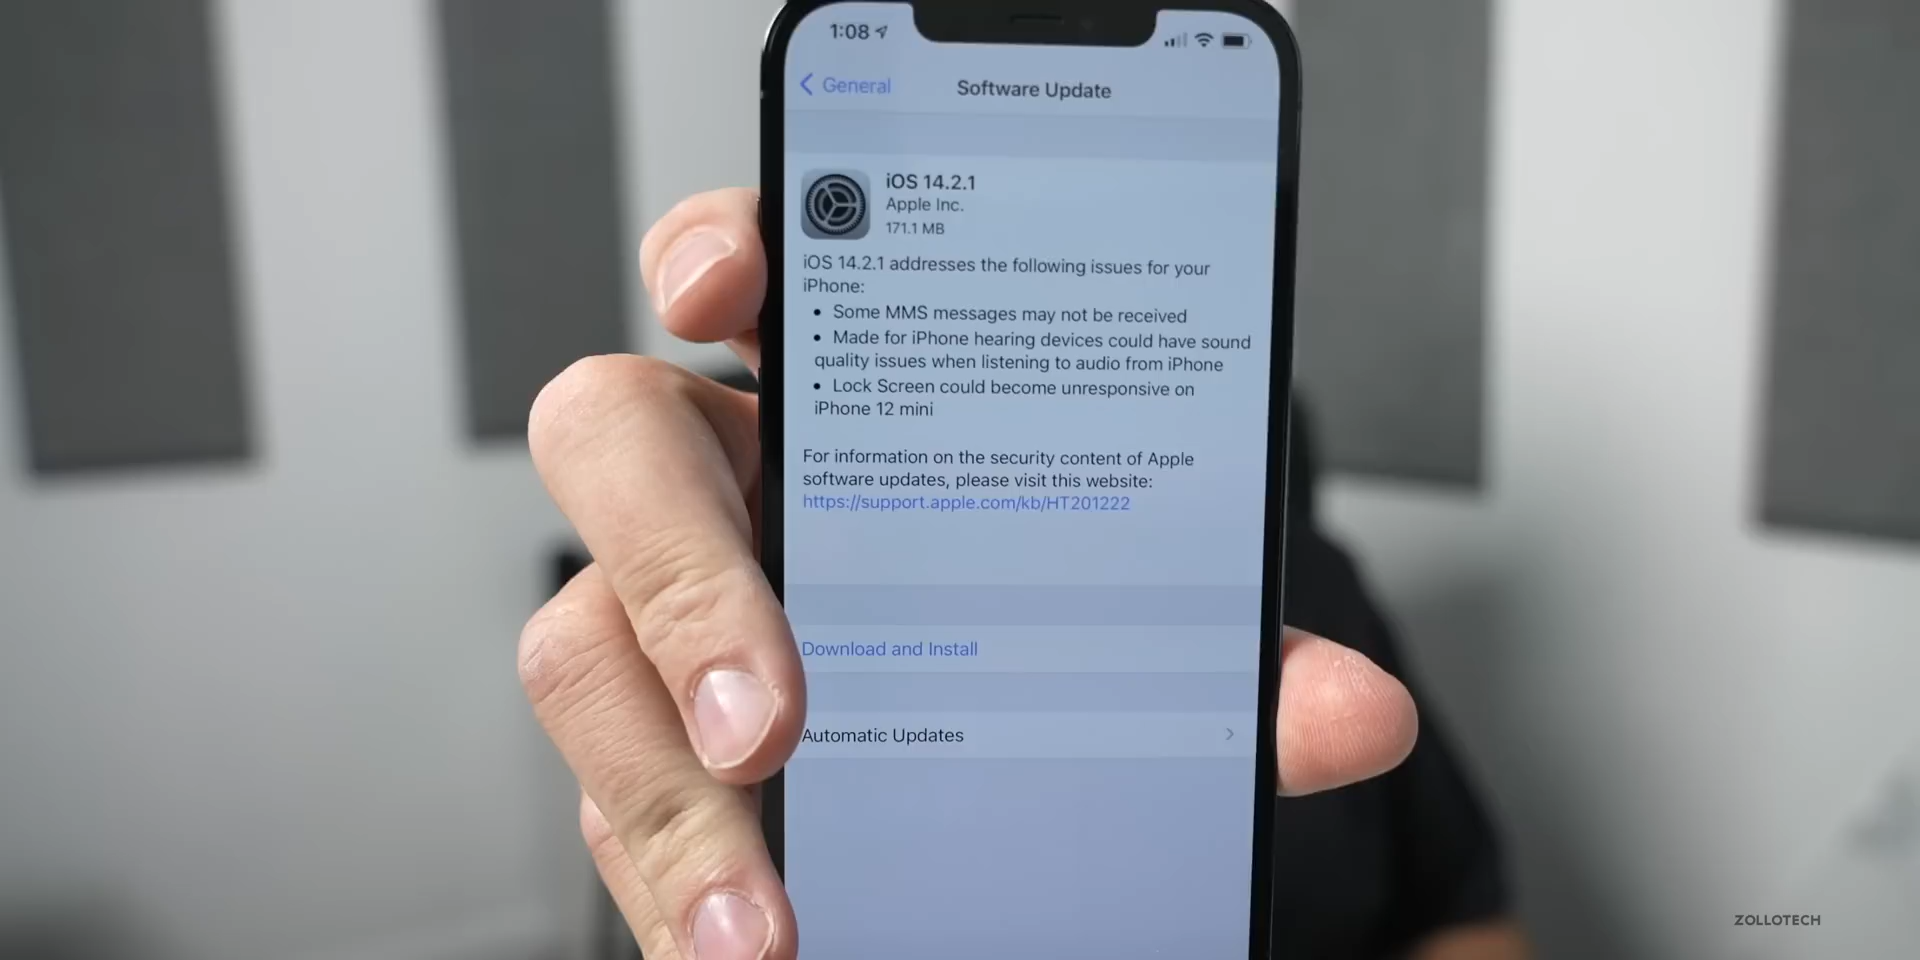 1:08
General
Software Update
iOS 14.2.1
Apple Inc.
171.1 MB
iOS 14.2.1 addresses the following issues for your
iPhone:
• Some MMS messages may not be received
• Made for iPhone hearing devices could have sound
quality issues when listening to audio from iPhone
• Lock Screen could become unresponsive on
iPhone 12 mini
For information on the security content of Apple
software updates, please visit this website:
https://support.apple.com/kb/HT201222
Download and Install
Automatic Updates
ZOLLOTECH